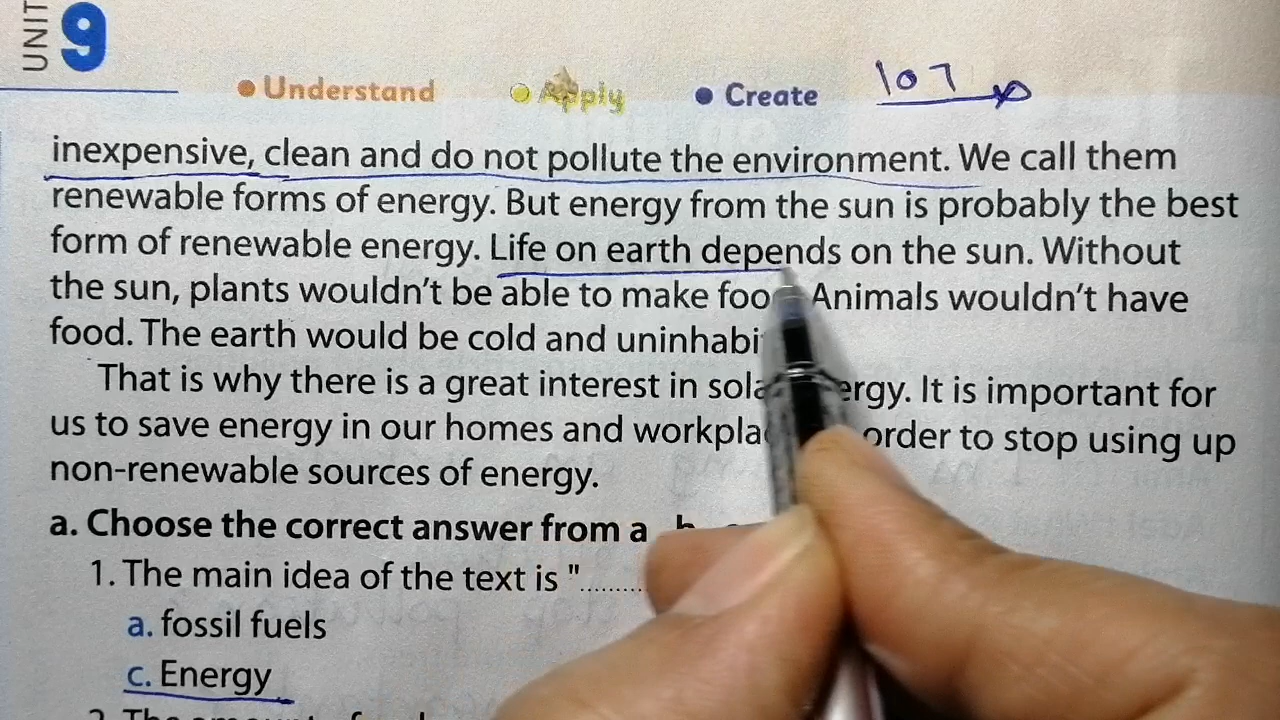 UNIT 9
Understand Apply Create 107
inexpensive, clean and do not pollute the environment. We call them
renewable forms of energy. But energy from the sun is probably the best
form of renewable energy. Life on earth depends on the sun. Without
the sun, plants wouldn't be able to make foo Animals wouldn't have
food. The earth would be cold and uninhabi
That is why there is a great interest in sola ergy. It is important for
us to save energy in our homes and workpla order to stop using up
non-renewable sources of energy.
a. Choose the correct answer from a
1. The main idea of the text is "..........
a. fossil fuels
c. Energy